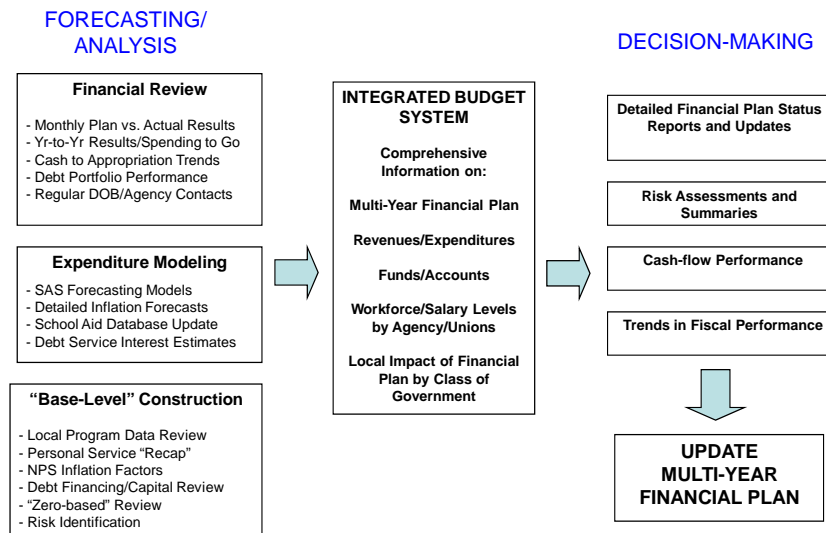 FORECASTING/
ANALYSIS
Financial Review
- Monthly Plan vs. Actual Results
- Yr-to-Yr Results/Spending to Go
- Cash to Appropriation Trends
- Debt Portfolio Performance
- Regular DOB/Agency Contacts
Expenditure Modeling
- SAS Forecasting Models
- Detailed Inflation Forecasts
- School Aid Database Update
- Debt Service Interest Estimates
“Base-Level” Construction
- Local Program Data Review
- Personal Service “Recap”
- NPS Inflation Factors
- Debt Financing/Capital Review
- “Zero-based” Review
- Risk Identification
INTEGRATED BUDGET
SYSTEM
Comprehensive
Information on:
Multi-Year Financial Plan
Revenues/Expenditures
Funds/Accounts
Workforce/Salary Levels
by Agency/Unions
Local Impact of Financial
Plan by Class of
Government
DECISION-MAKING
Detailed Financial Plan Status
Reports and Updates
Risk Assessments and
Summaries
Cash-flow Performance
Trends in Fiscal Performance
UPDATE
MULTI-YEAR
FINANCIAL PLAN